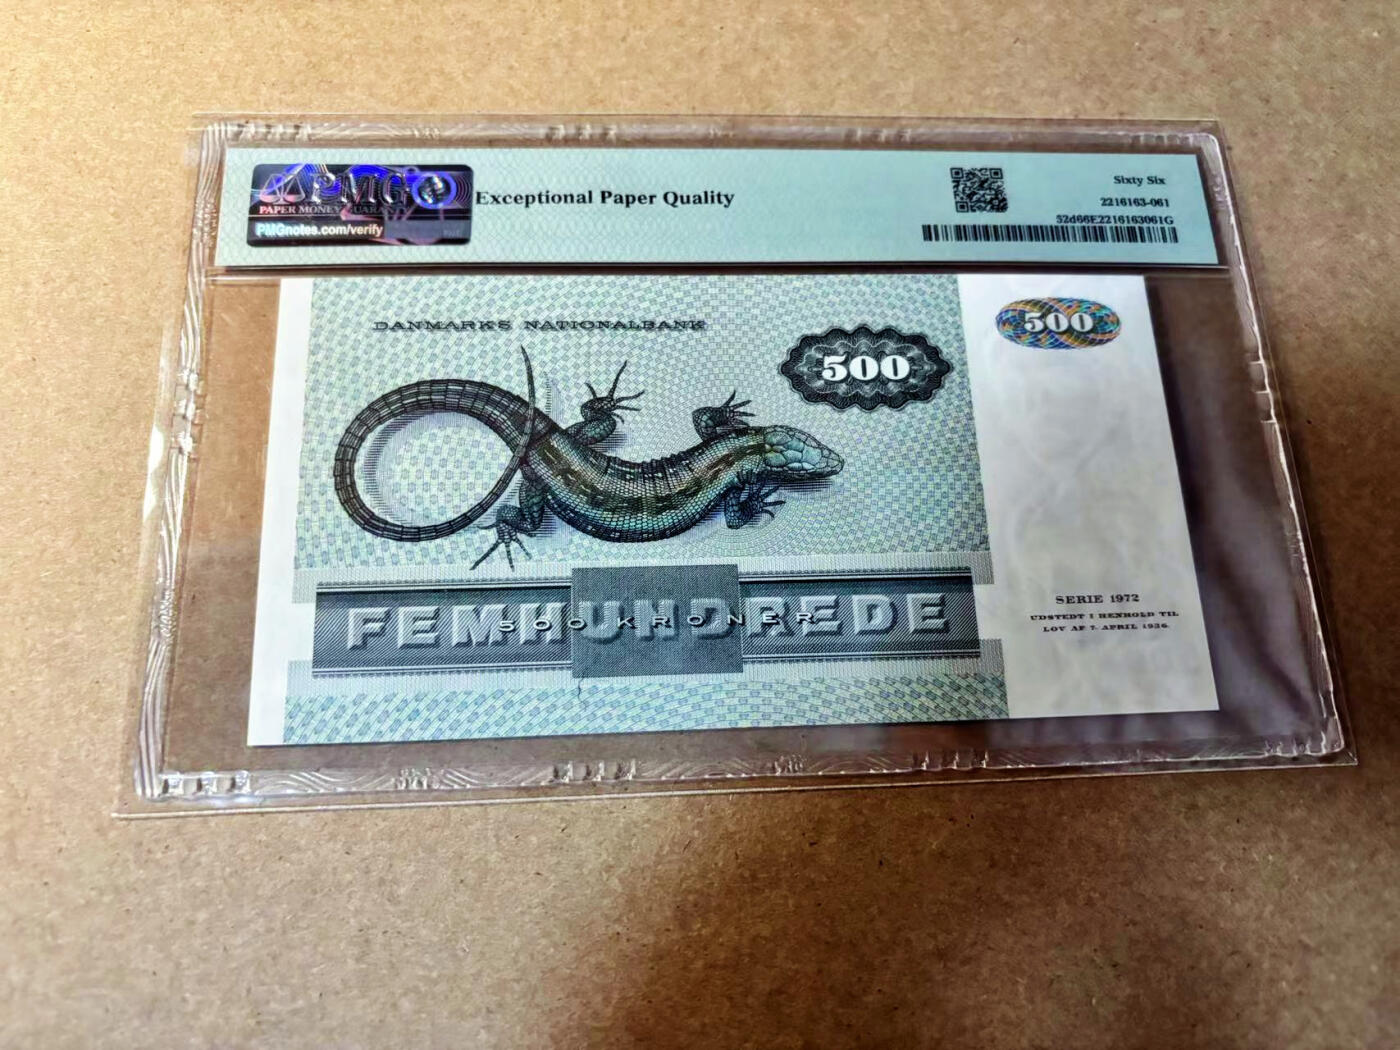 PMG
PAPER MONEY GUARANTY
PMGnotes.com/verify
Exceptional Paper Quality
Sixty Six
2216163-061
52d66E2216163061G
DANMARKS NATIONALBANK
500
500
FEMHUNDREDE
500 KRONER
SERIE 1972
UDSTEDT I HENHOLD TIL
LOV AF 7. APRIL 1936.